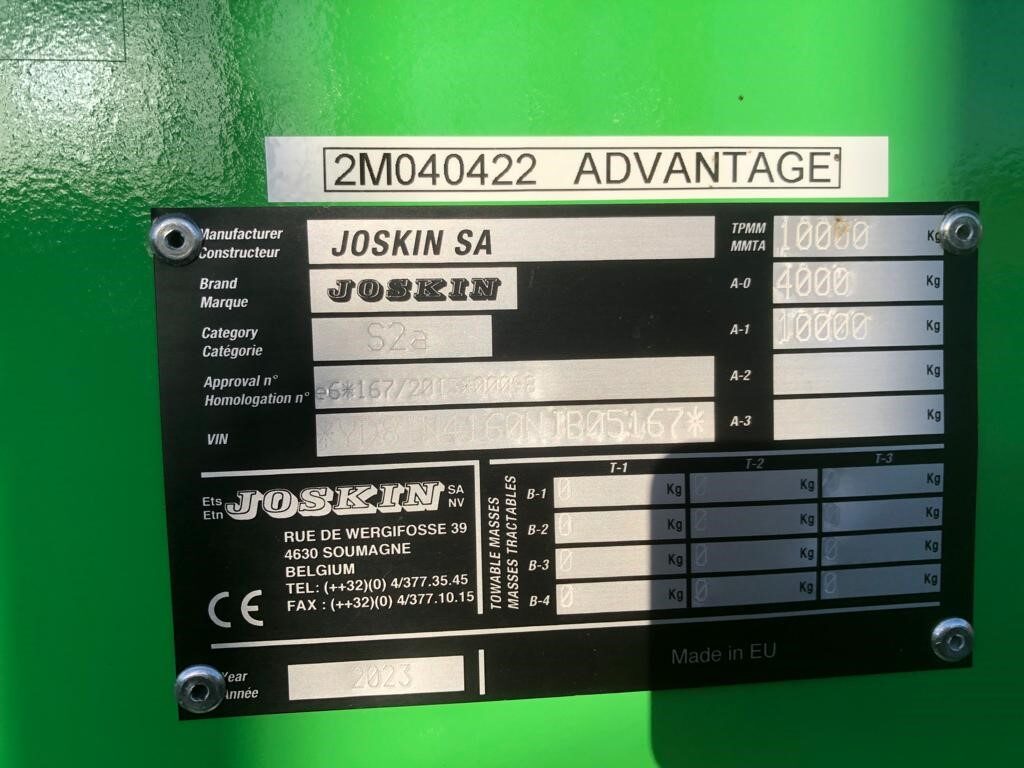 2M040422 ADVANTAGE
Manufacturer
Constructeur
JOSKIN SA
Brand
Marque
JOSKIN
Category
Catégorie
S2a
Approval n°
Homologation n°
VIN
TPMM
MMTA
10000 Kg
A-0 4000 Kg
A-1 10000 Kg
A-2 Kg
A-3 Kg
Ets
Etn
JOSKIN
SA
NV
RUE DE WERGIFOSSE 39
4630 SOUMAGNE
BELGIUM
TEL: (++32)(0) 4/377.35.45
FAX : (++32)(0) 4/377.10.15
CE
TOWABLE MASSES
MASSES TRACTABLES
T-1 T-2 T-3
B-1 0 Kg 0 Kg 0 Kg
B-2 0 Kg 0 Kg 0 Kg
B-3 0 Kg 0 Kg 0 Kg
B-4 0 Kg 0 Kg 0 Kg
Year
Année
2023
Made in EU